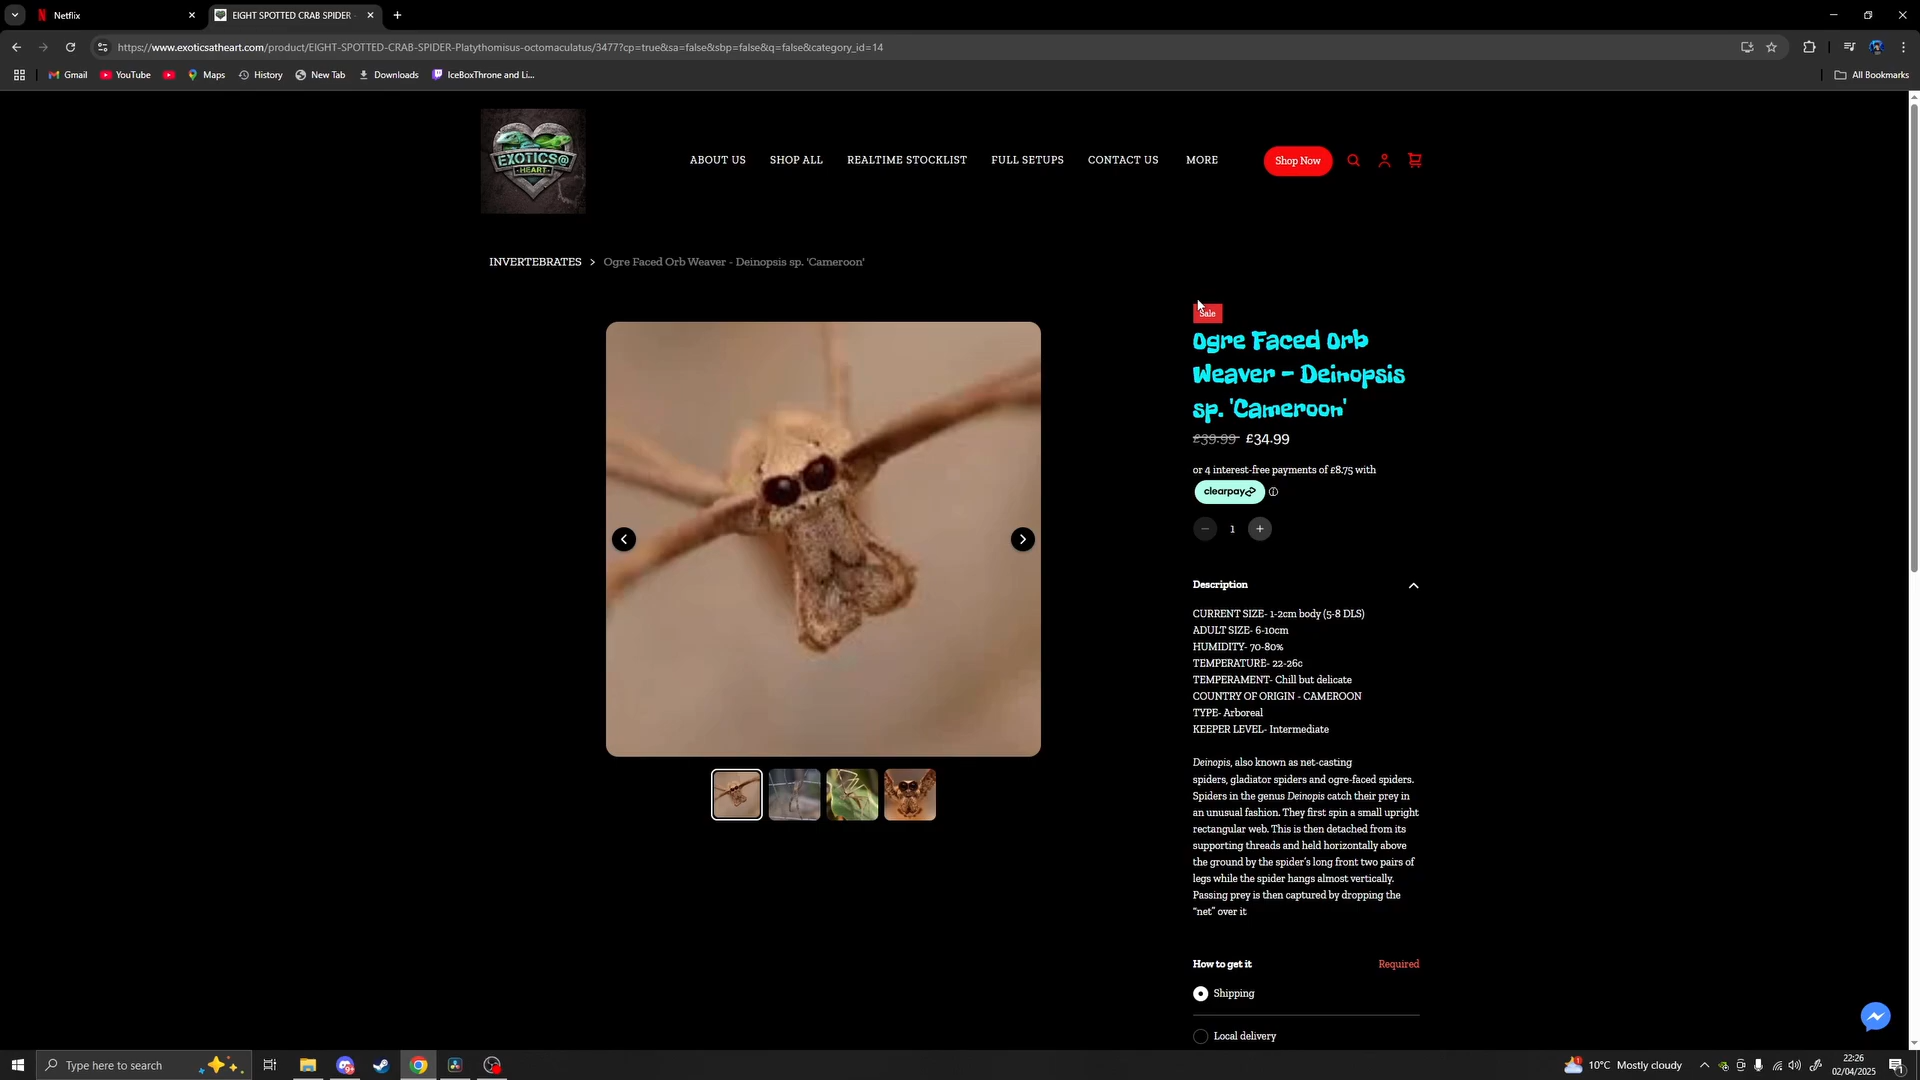 Netflix
EIGHT SPOTTED CRAB SPIDER
https://www.exoticsatheart.com/product/EIGHT-SPOTTED-CRAB-SPIDER-Platythomisus-octomaculatus/3477?cp=true&sa=false&sbp=false&q=false&category_id=14
Gmail
YouTube
Maps
History
New Tab
Downloads
IceBoxThrone and Li...
All Bookmarks
EXOTICS@
HEART
ABOUT US
SHOP ALL
REALTIME STOCKLIST
FULL SETUPS
CONTACT US
MORE
Shop Now
INVERTEBRATES > Ogre Faced Orb Weaver - Deinopsis sp. 'Cameroon'
Sale
Ogre Faced Orb
Weaver - Deinopsis
sp. 'Cameroon'
£39.99 £34.99
or 4 interest-free payments of £8.75 with
clearpay
1
Description
CURRENT SIZE- 1-2cm body (5-8 DLS)
ADULT SIZE- 6-10cm
HUMIDITY- 70-80%
TEMPERATURE- 22-26c
TEMPERAMENT- Chill but delicate
COUNTRY OF ORIGIN - CAMEROON
TYPE- Arboreal
KEEPER LEVEL- Intermediate
Deinopis, also known as net-casting
spiders, gladiator spiders and ogre-faced spiders.
Spiders in the genus Deinopis catch their prey in
an unusual fashion. They first spin a small upright
rectangular web. This is then detached from its
supporting threads and held horizontally above
the ground by the spider's long front two pairs of
legs while the spider hangs almost vertically.
Passing prey is then captured by dropping the
“net” over it
How to get it
Required
Shipping
Local delivery
Type here to search
10°C Mostly cloudy
22:26
02/04/2025